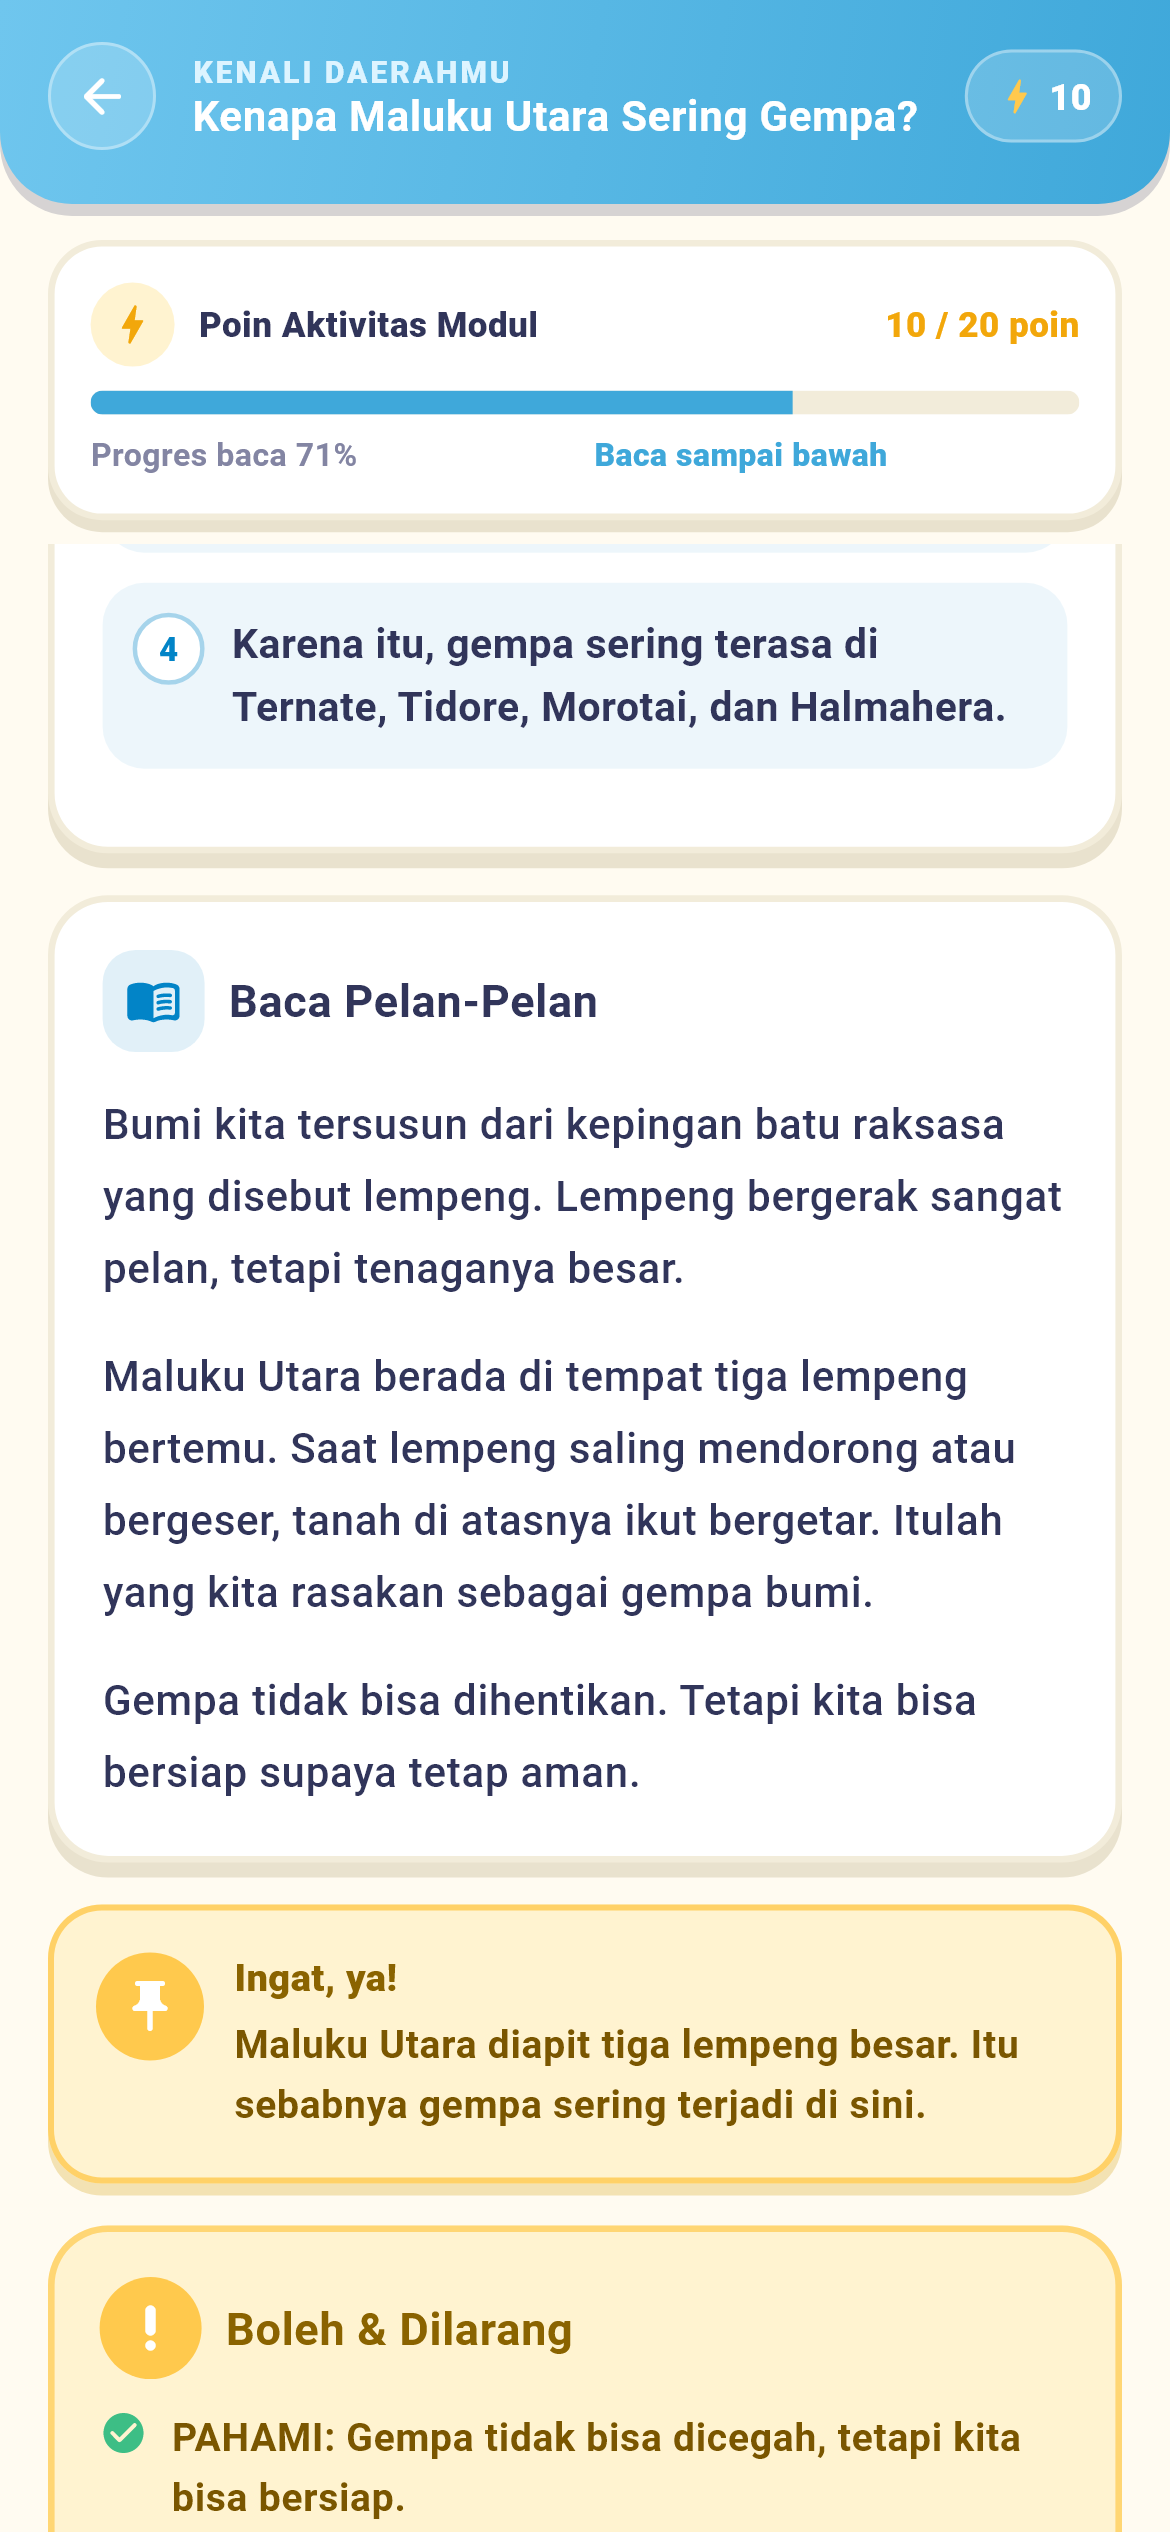 KENALI DAERAHMU
Kenapa Maluku Utara Sering Gempa?
10
Poin Aktivitas Modul
10 / 20 poin
Progres baca 71%
Baca sampai bawah
4
Karena itu, gempa sering terasa di
Ternate, Tidore, Morotai, dan Halmahera.
Baca Pelan-Pelan
Bumi kita tersusun dari kepingan batu raksasa
yang disebut lempeng. Lempeng bergerak sangat
pelan, tetapi tenaganya besar.
Maluku Utara berada di tempat tiga lempeng
bertemu. Saat lempeng saling mendorong atau
bergeser, tanah di atasnya ikut bergetar. Itulah
yang kita rasakan sebagai gempa bumi.
Gempa tidak bisa dihentikan. Tetapi kita bisa
bersiap supaya tetap aman.
Ingat, ya!
Maluku Utara diapit tiga lempeng besar. Itu
sebabnya gempa sering terjadi di sini.
Boleh & Dilarang
PAHAMI: Gempa tidak bisa dicegah, tetapi kita
bisa bersiap.